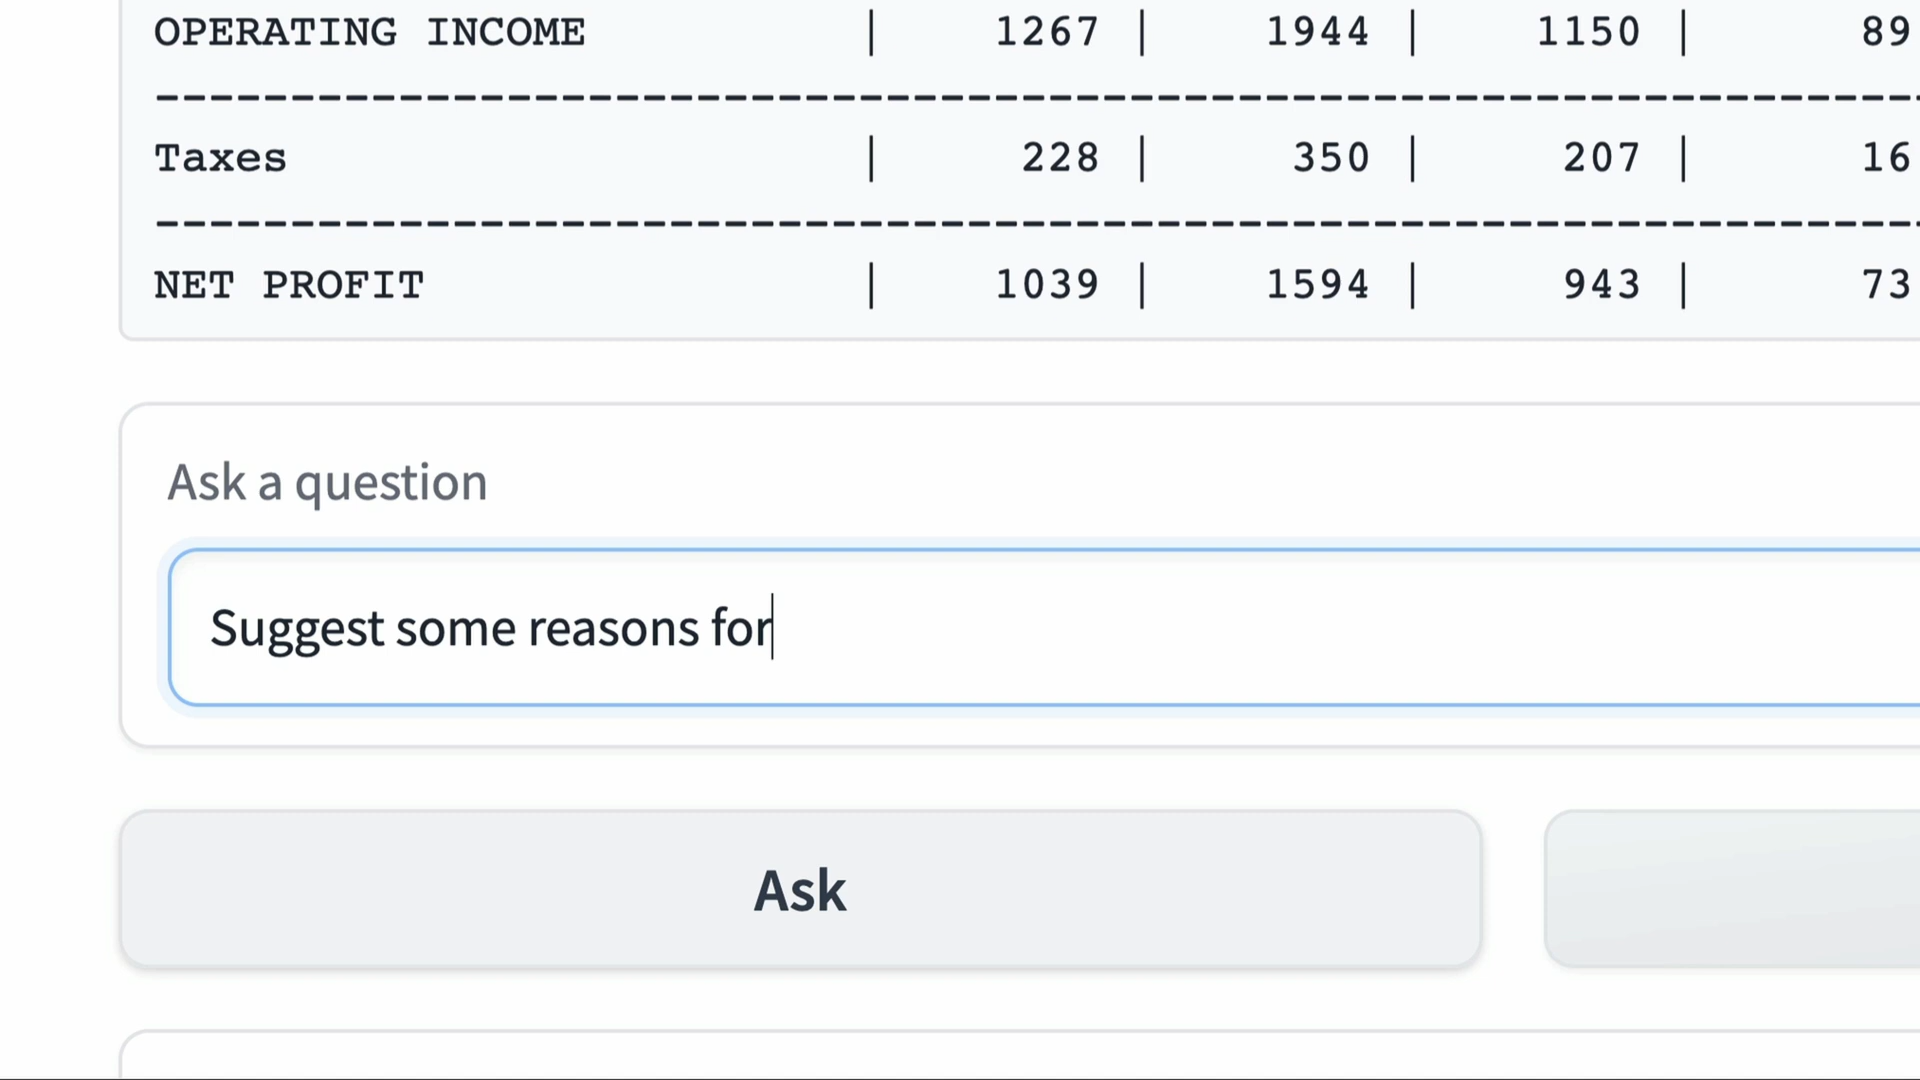 OPERATING INCOME | 1267 | 1944 | 1150 | 89
--------------------------------------------------
Taxes | 228 | 350 | 207 | 16
--------------------------------------------------
NET PROFIT | 1039 | 1594 | 943 | 73
Ask a question
Suggest some reasons for
Ask